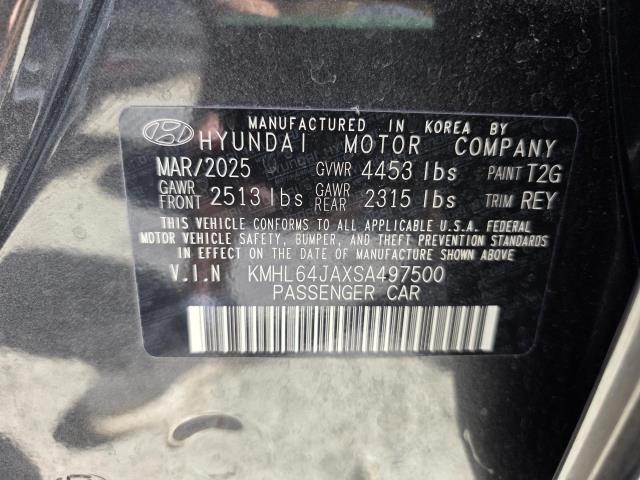 MANUFACTURED IN KOREA BY
HYUNDAI MOTOR COMPANY
MAR/2025 GVWR 4453 lbs PAINT T2G
GAWR FRONT 2513 lbs GAWR REAR 2315 lbs TRIM REY
THIS VEHICLE CONFORMS TO ALL APPLICABLE U.S.A. FEDERAL
MOTOR VEHICLE SAFETY, BUMPER, AND THEFT PREVENTION STANDARDS
IN EFFECT ON THE DATE OF MANUFACTURE SHOWN ABOVE.
V.I.N KMHL64JAXSA497500
PASSENGER CAR